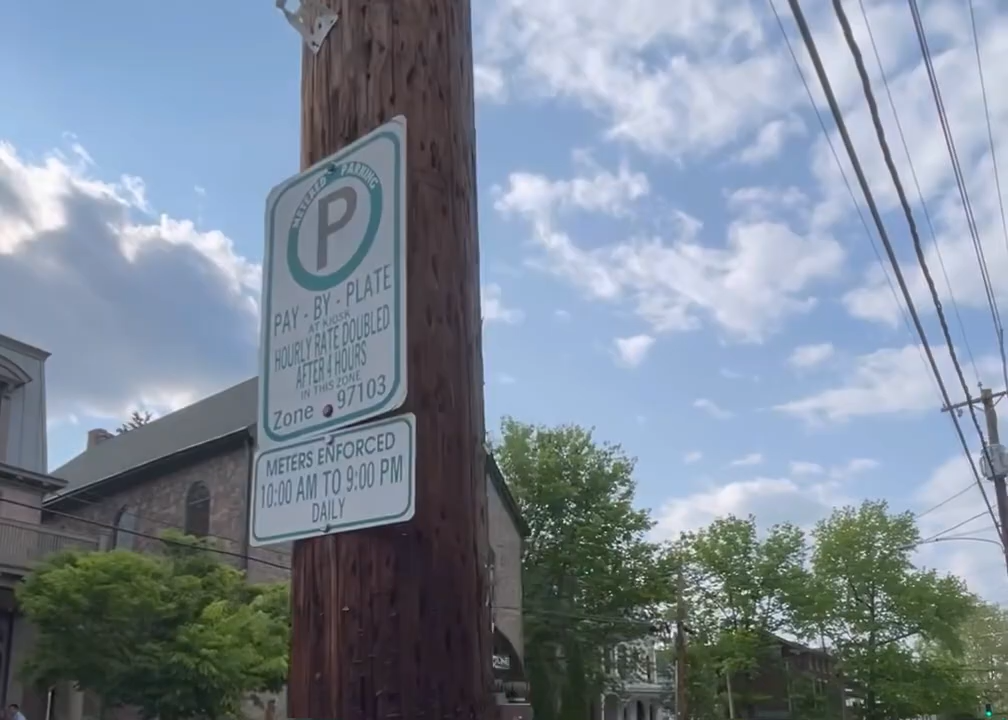 METERED PARKING
P
PAY - BY - PLATE
AT KIOSK
HOURLY RATE DOUBLED
AFTER 4 HOURS
IN THIS ZONE
Zone 97103
METERS ENFORCED
10:00 AM TO 9:00 PM
DAILY